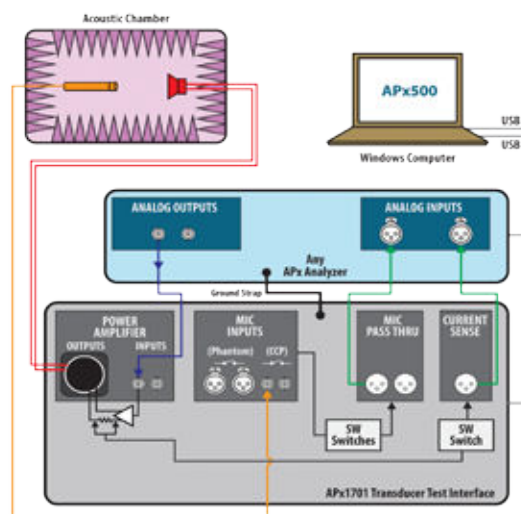 Acoustic Chamber
APx500
USB
USB
Windows Computer
ANALOG OUTPUTS
ANALOG INPUTS
Any
APx Analyzer
Ground Strap
POWER
AMPLIFIER
OUTPUTS
INPUTS
MIC
INPUTS
(Phantom)
(CCP)
MIC
PASS THRU
CURRENT
SENSE
SW
Switches
SW
Switch
APx1701 Transducer Test Interface